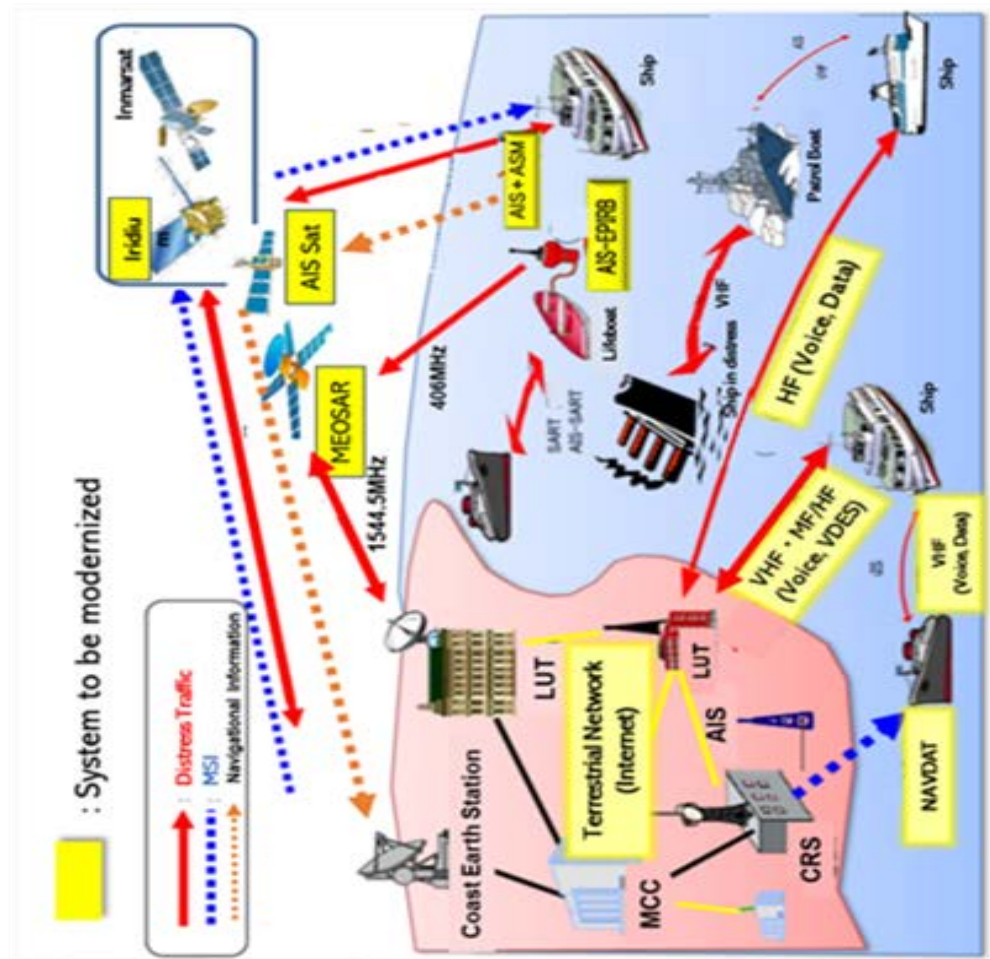 : System to be modernized
: Distress Traffic
: MSI
: Navigational Information
Iridiu
m
Inmarsat
AIS Sat
MEOSAR
1544.5MHz
406MHz
AIS + ASM
Ship
AIS-EPIRB
Lifeboat
SART
AIS-SART
Ship in distress
VHF
Patrol Boat
Ship
HF (Voice, Data)
VHF・MF/HF
(Voice, VDES)
Ship
VHF
(Voice, Data)
NAVDAT
Coast Earth Station
LUT
Terrestrial Network
(Internet)
LUT
AIS
MCC
CRS